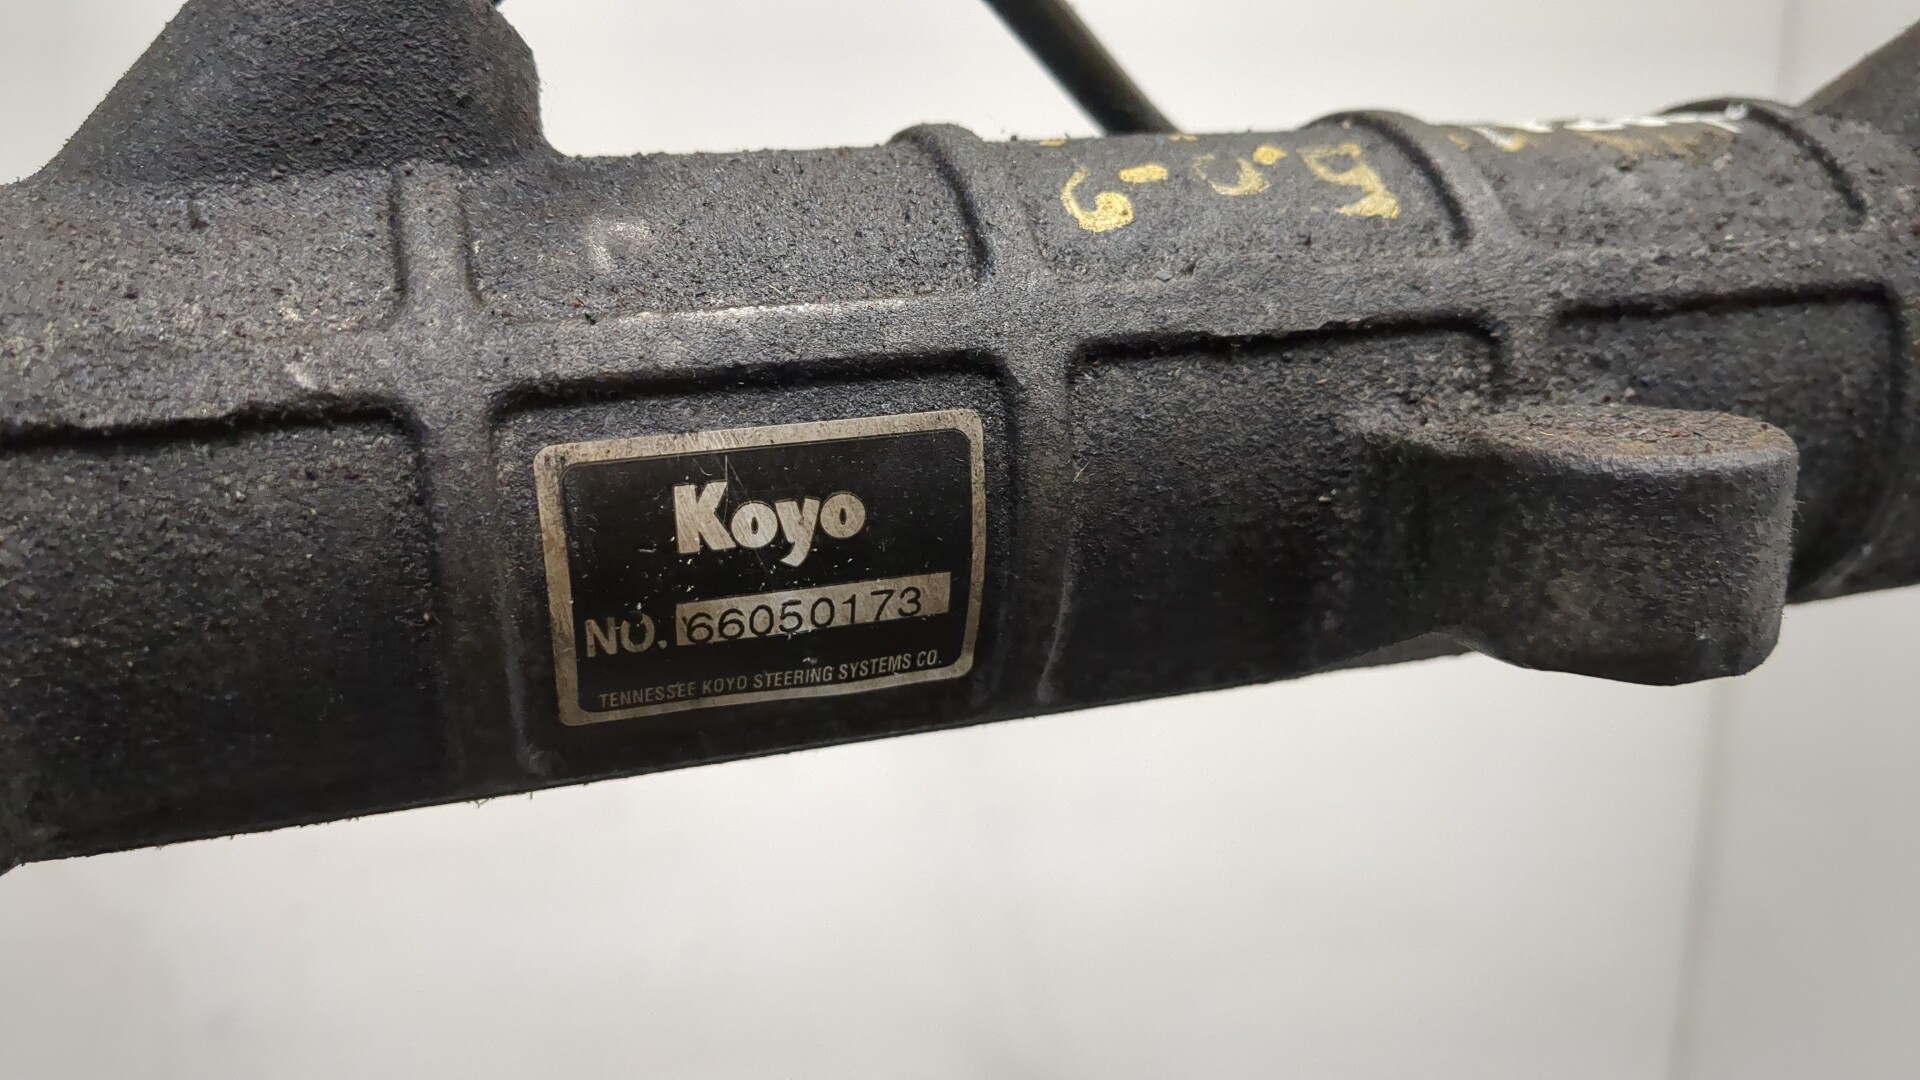 Koyo
NO. 66050173
TENNESSEE KOYO STEERING SYSTEMS CO.